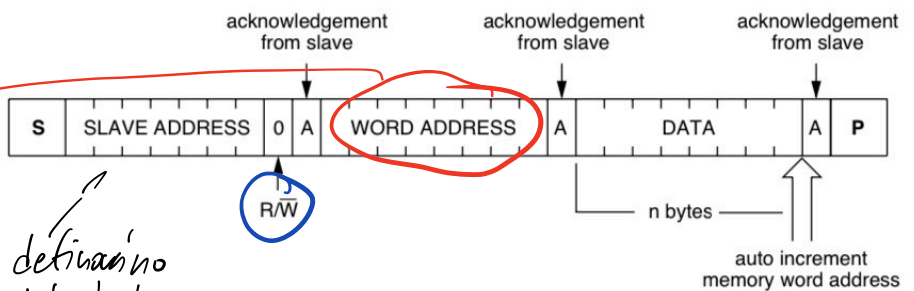 acknowledgement acknowledgement acknowledgement
from slave from slave from slave
S SLAVE ADDRESS 0 A WORD ADDRESS A DATA A P
R/W̅
n bytes
auto increment
memory word address